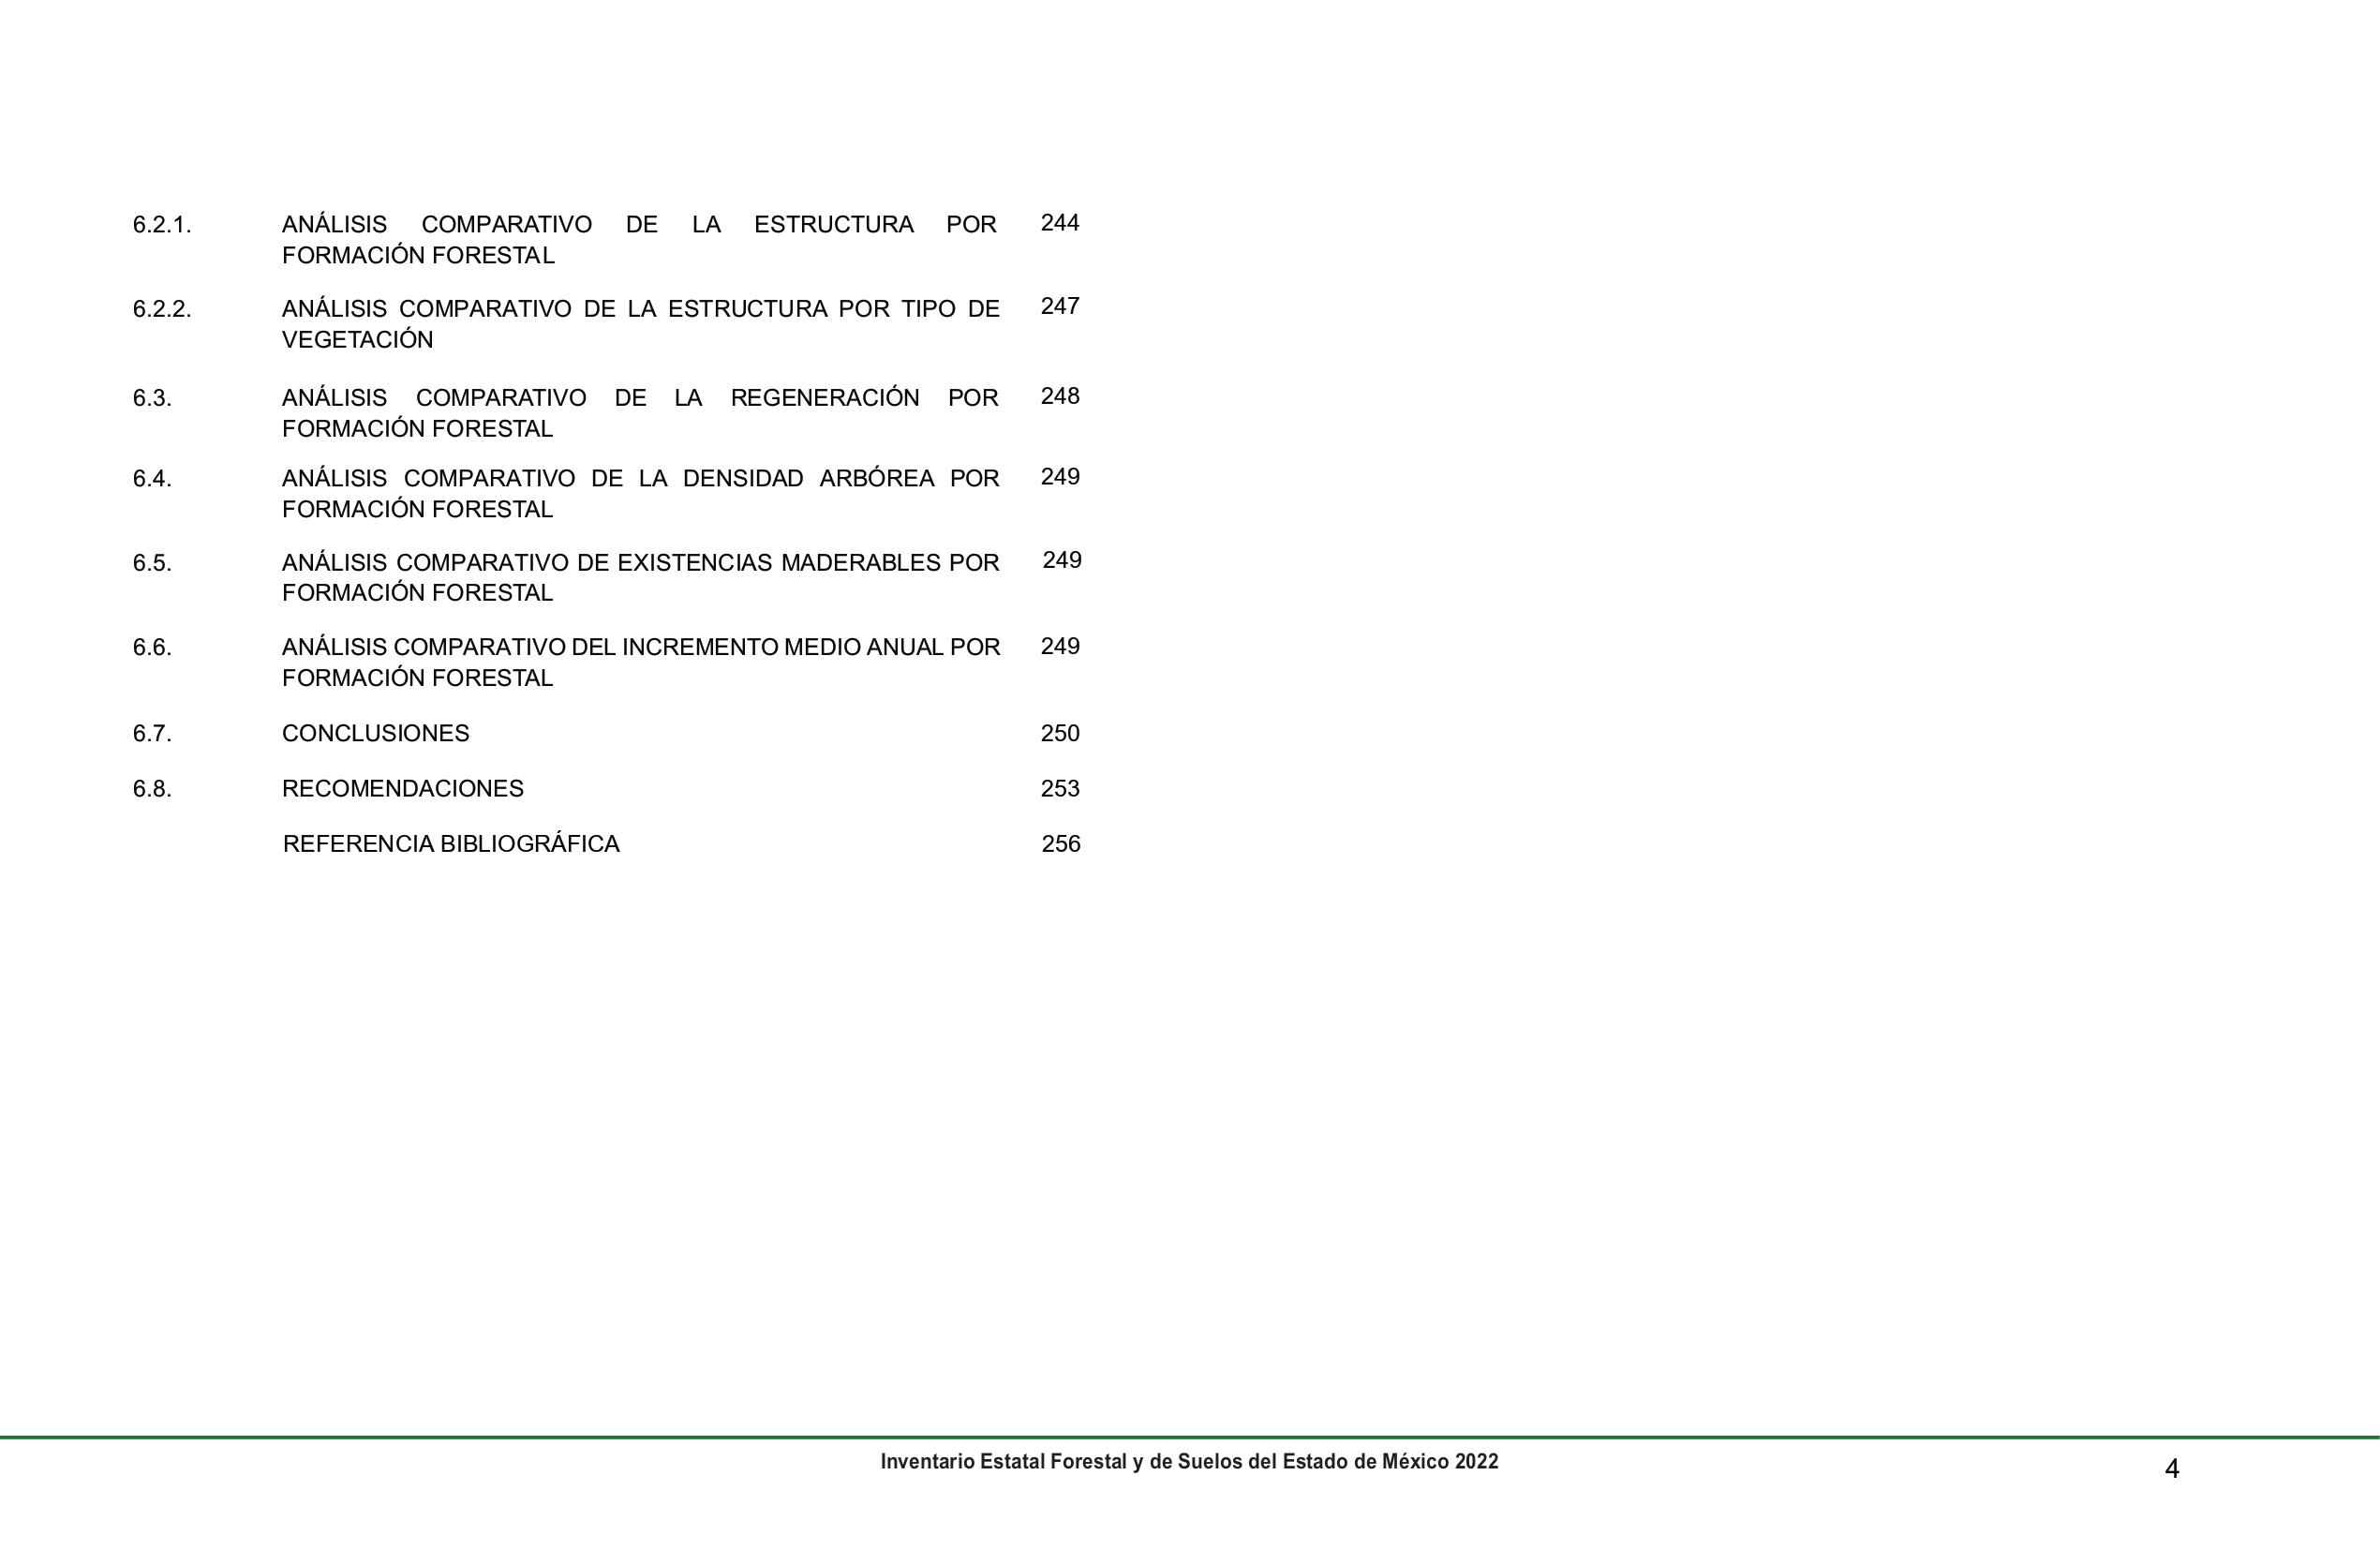 6.2.1. ANÁLISIS COMPARATIVO DE LA ESTRUCTURA POR 244
FORMACIÓN FORESTAL
6.2.2. ANÁLISIS COMPARATIVO DE LA ESTRUCTURA POR TIPO DE 247
VEGETACIÓN
6.3. ANÁLISIS COMPARATIVO DE LA REGENERACIÓN POR 248
FORMACIÓN FORESTAL
6.4. ANÁLISIS COMPARATIVO DE LA DENSIDAD ARBÓREA POR 249
FORMACIÓN FORESTAL
6.5. ANÁLISIS COMPARATIVO DE EXISTENCIAS MADERABLES POR 249
FORMACIÓN FORESTAL
6.6. ANÁLISIS COMPARATIVO DEL INCREMENTO MEDIO ANUAL POR 249
FORMACIÓN FORESTAL
6.7. CONCLUSIONES 250
6.8. RECOMENDACIONES 253
REFERENCIA BIBLIOGRÁFICA 256
Inventario Estatal Forestal y de Suelos del Estado de México 2022 4